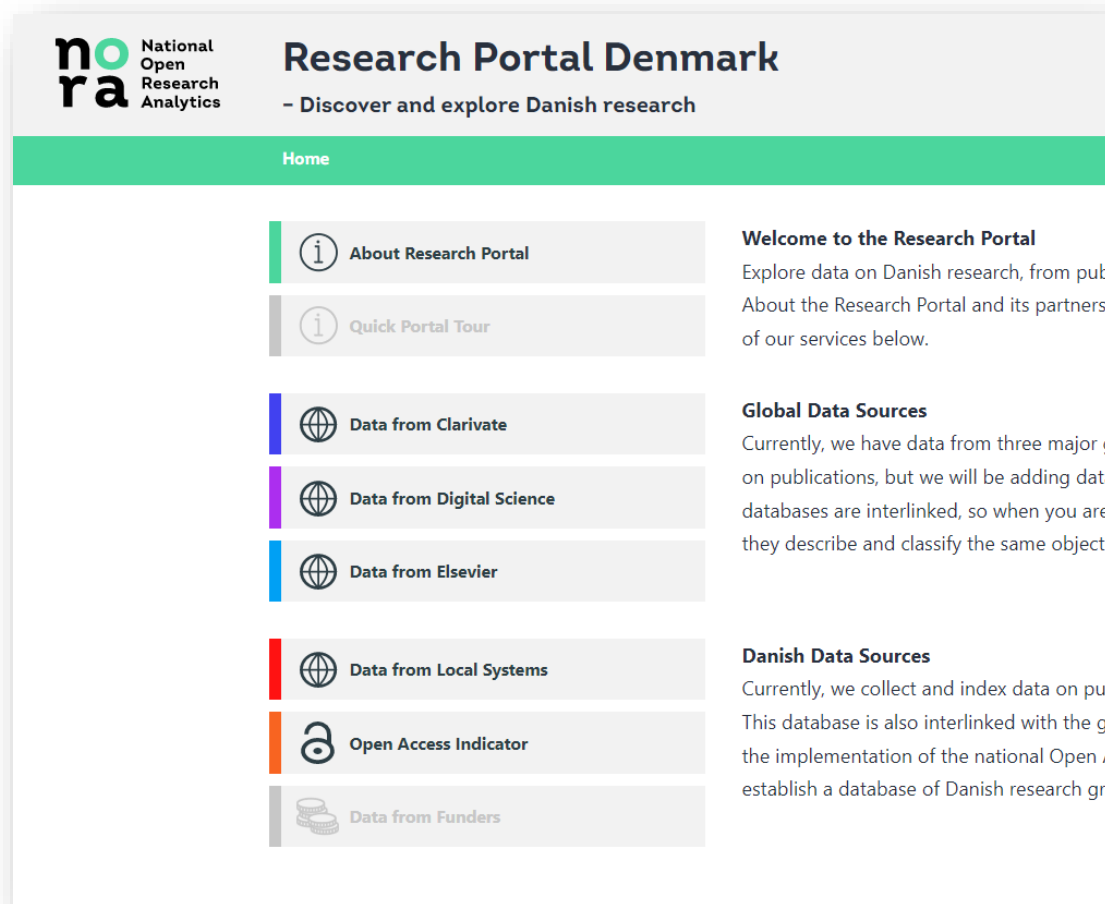 nora
National
Open
Research
Analytics
Research Portal Denmark
– Discover and explore Danish research
Home
About Research Portal
Quick Portal Tour
Welcome to the Research Portal
Explore data on Danish research, from
About the Research Portal and its partners
of our services below.
Data from Clarivate
Data from Digital Science
Data from Elsevier
Global Data Sources
Currently, we have data from three major
on publications, but we will be adding
databases are interlinked, so when you are
they describe and classify the same object
Data from Local Systems
Open Access Indicator
Data from Funders
Danish Data Sources
Currently, we collect and index data on
This database is also interlinked with the
the implementation of the national Open
establish a database of Danish research